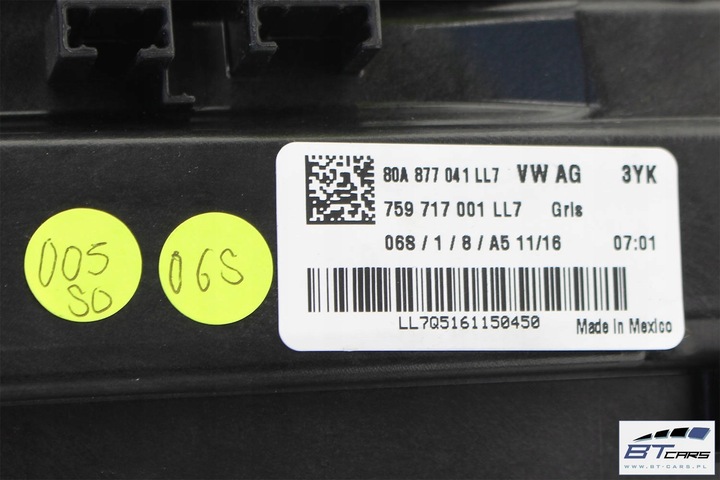 80A 877 041 LL7 VW AG 3YK
759 717 001 LL7 Gris
06S / 1 / 8 / A5 11/16 07:01
LL7Q5161150450
Made in Mexico
005
SO
06S
BT CARS
WWW.BT-CARS.PL